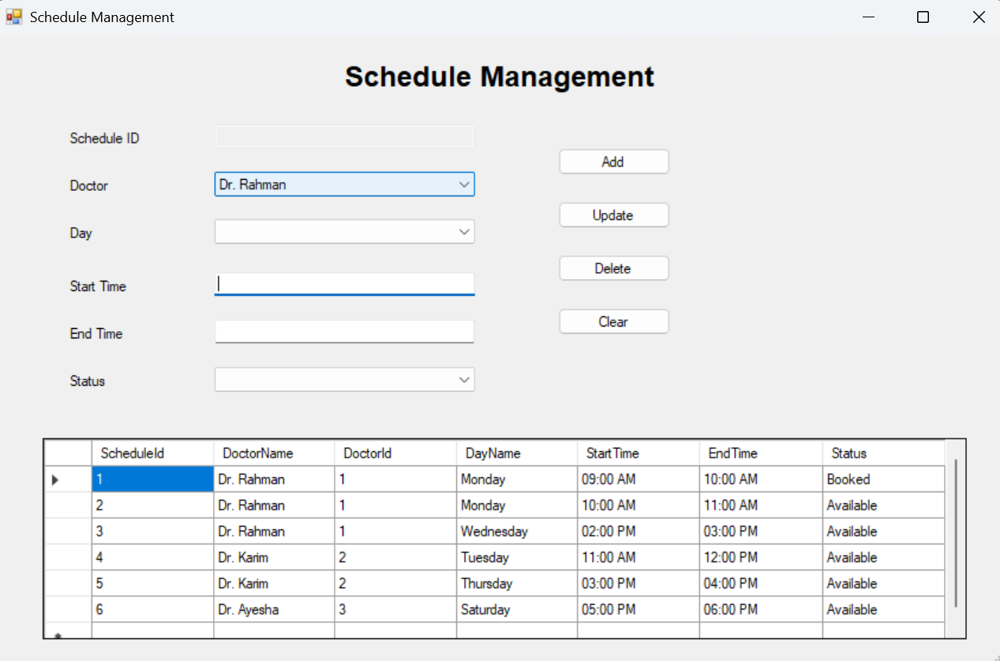 Schedule Management
Schedule Management
Schedule ID
Doctor Dr. Rahman
Day
Start Time
End Time
Status
Add
Update
Delete
Clear
ScheduleId DoctorName DoctorId DayName StartTime EndTime Status
1 Dr. Rahman 1 Monday 09:00 AM 10:00 AM Booked
2 Dr. Rahman 1 Monday 10:00 AM 11:00 AM Available
3 Dr. Rahman 1 Wednesday 02:00 PM 03:00 PM Available
4 Dr. Karim 2 Tuesday 11:00 AM 12:00 PM Available
5 Dr. Karim 2 Thursday 03:00 PM 04:00 PM Available
6 Dr. Ayesha 3 Saturday 05:00 PM 06:00 PM Available